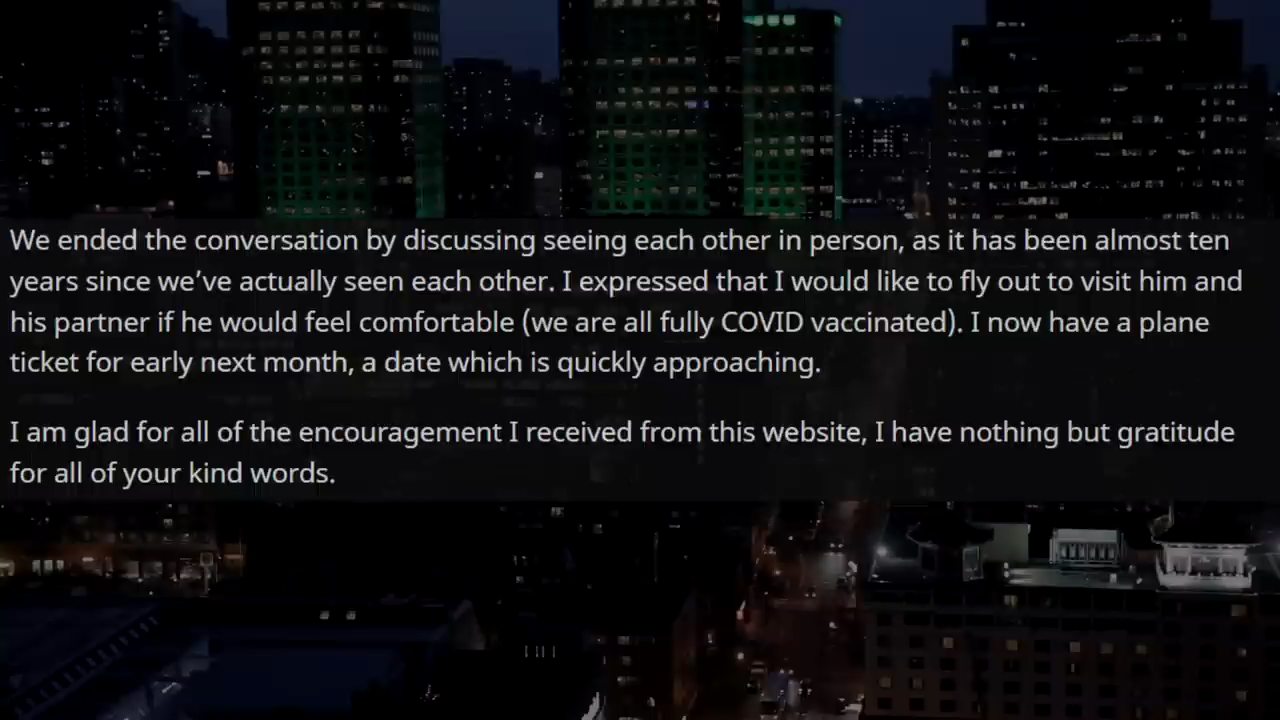 We ended the conversation by discussing seeing each other in person, as it has been almost ten
years since we’ve actually seen each other. I expressed that I would like to fly out to visit him and
his partner if he would feel comfortable (we are all fully COVID vaccinated). I now have a plane
ticket for early next month, a date which is quickly approaching.
I am glad for all of the encouragement I received from this website, I have nothing but gratitude
for all of your kind words.